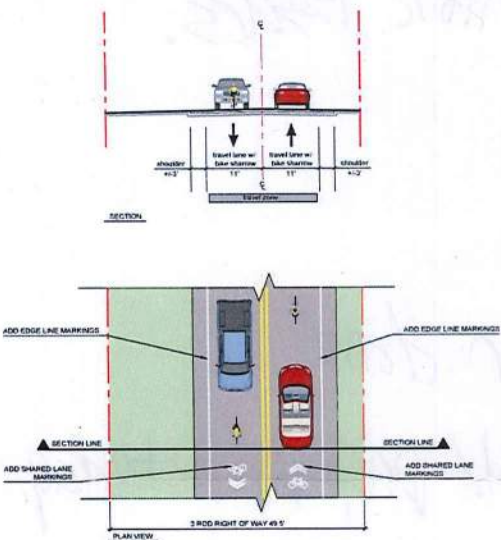 ℄
travel lane w/
bike sharrow
11'
travel lane w/
bike sharrow
11'
shoulder
+/-3'
shoulder
+/-3'
℄
travel zone
SECTION
ADD EDGE LINE MARKINGS
ADD EDGE LINE MARKINGS
SECTION LINE
SECTION LINE
ADD SHARED LANE
MARKINGS
ADD SHARED LANE
MARKINGS
3 ROD RIGHT OF WAY 49.5'
PLAN VIEW